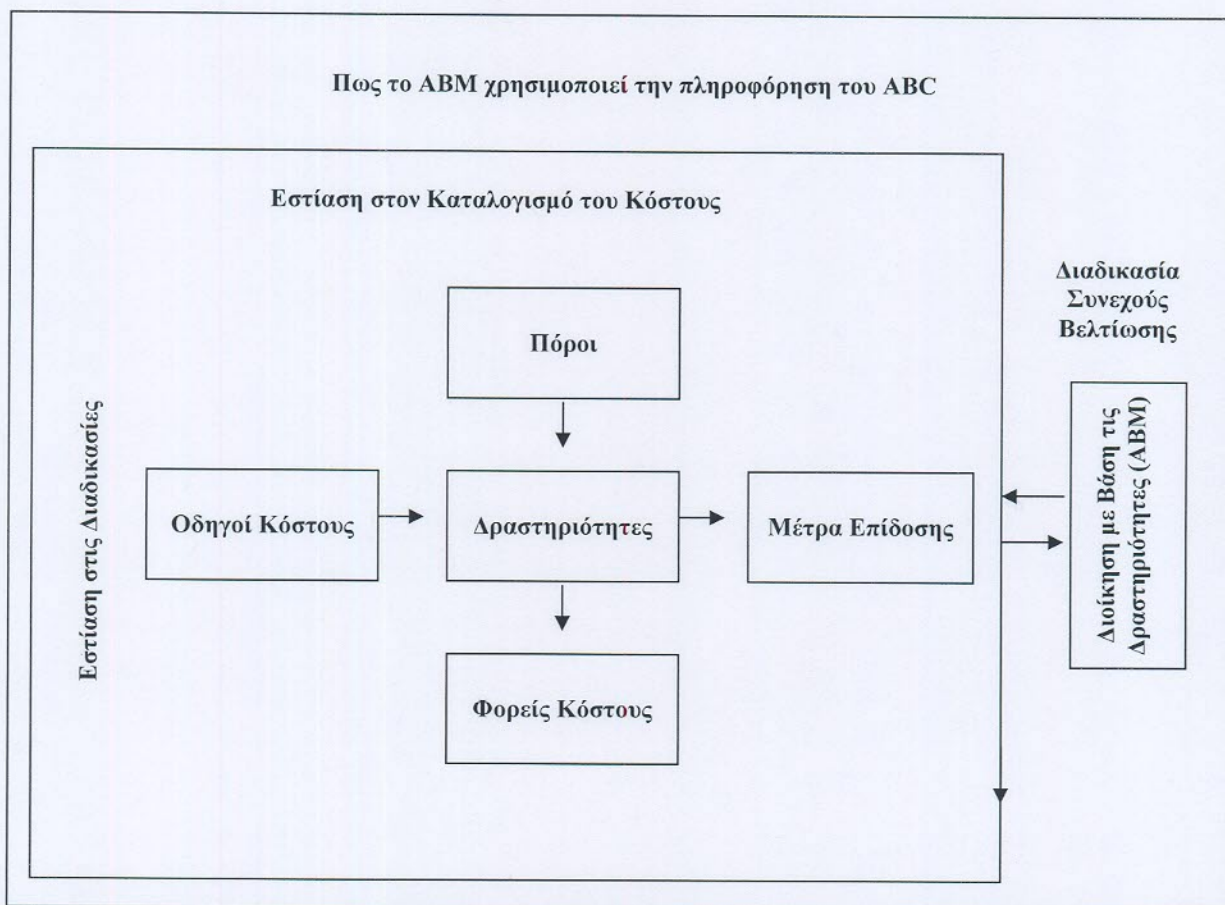 Πως το ABM χρησιμοποιεί την πληροφόρηση του ABC
Εστίαση στον Καταλογισμό του Κόστους
Διαδικασία
Συνεχούς
Βελτίωσης
Πόροι
Εστίαση στις Διαδικασίες
Οδηγοί Κόστους
Δραστηριότητες
Μέτρα Επίδοσης
Διοίκηση με Βάση τις
Δραστηριότητες (ABM)
Φορείς Κόστους